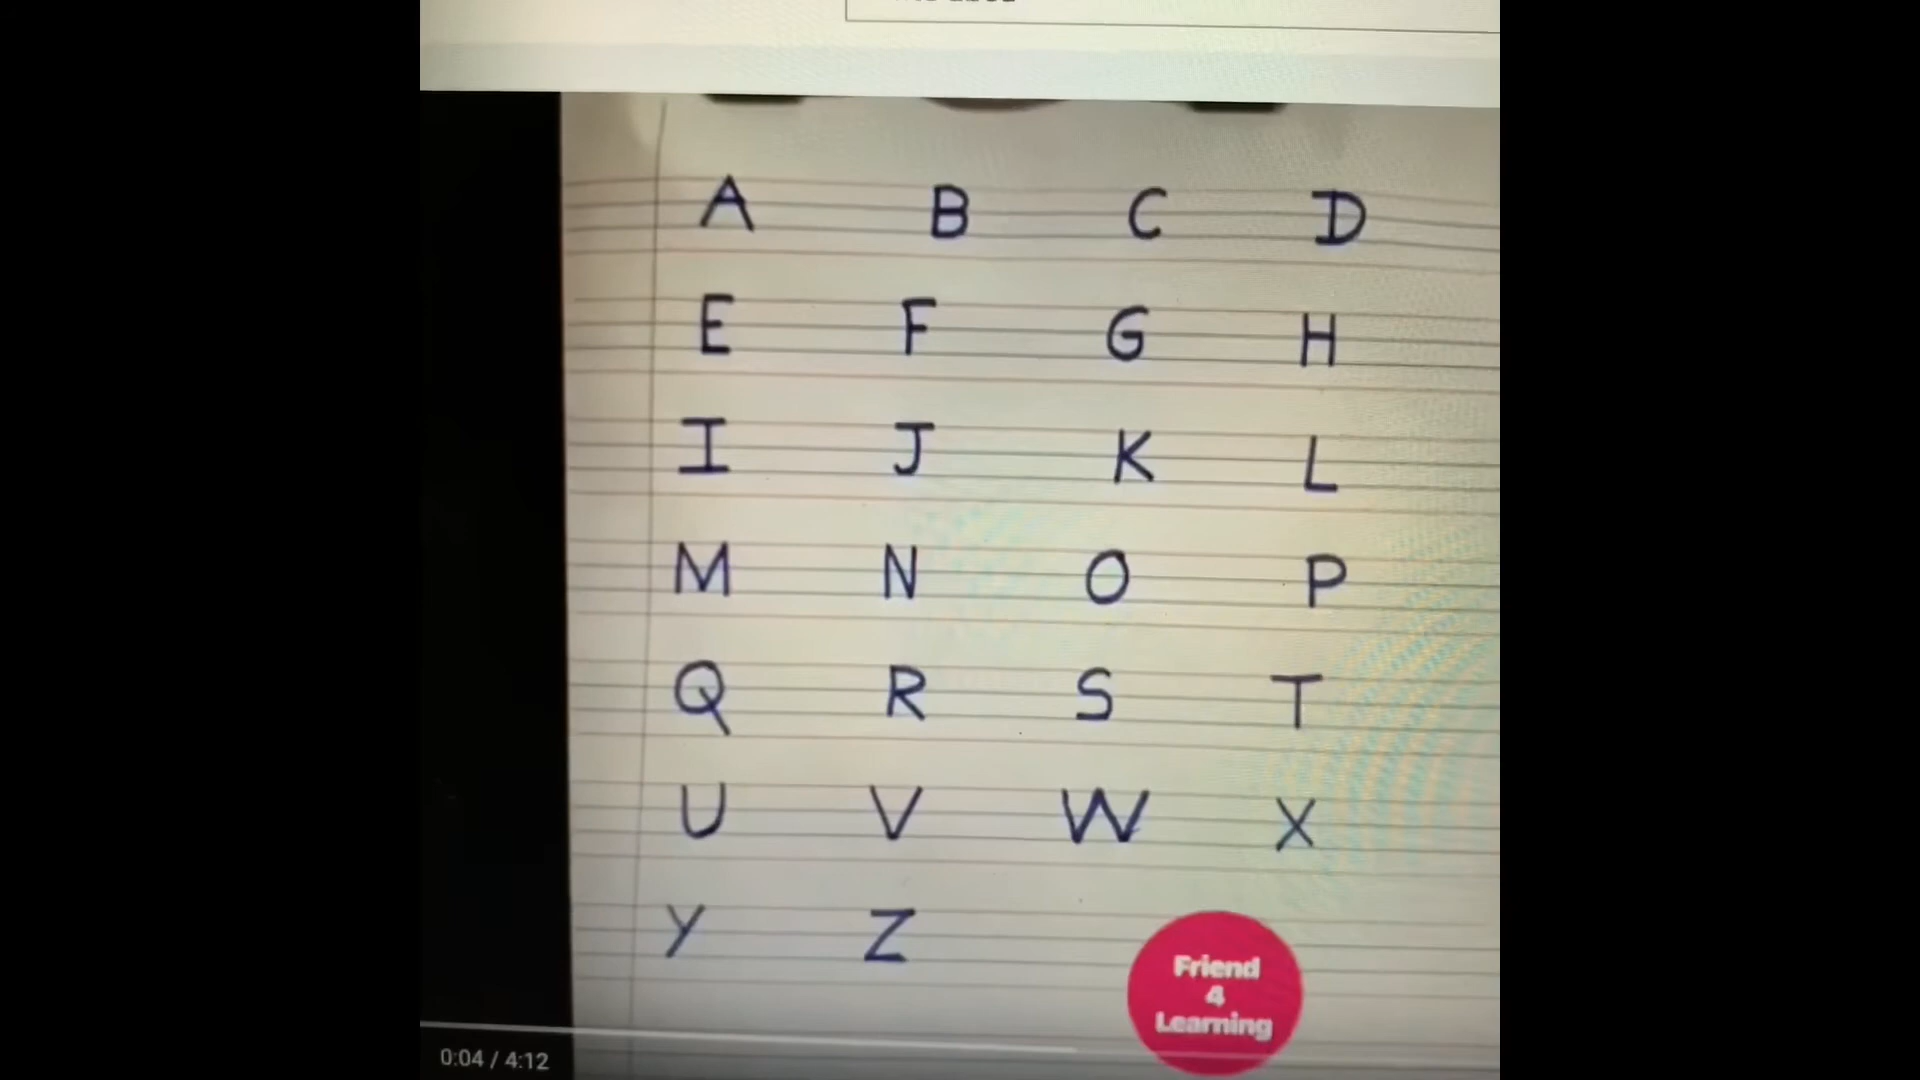 A B C D
E F G H
I J K L
M N O P
Q R S T
U V W X
Y Z
Friend
4
Learning
0:04 / 4:12